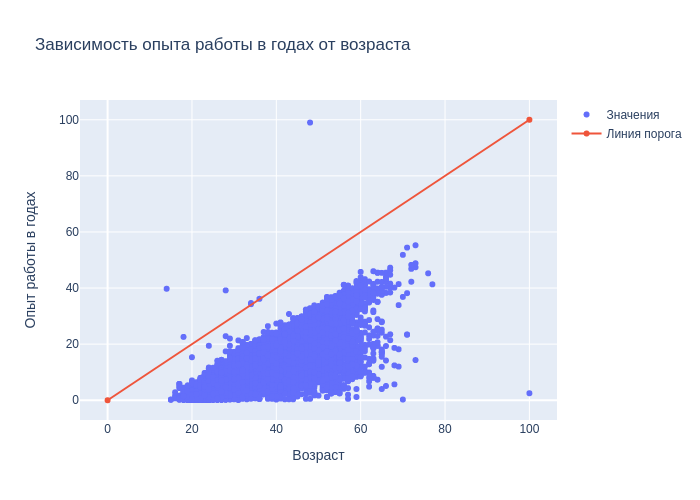 Зависимость опыта работы в годах от возраста
Значения
Линия порога
100
80
60
40
20
0
Опыт работы в годах
0 20 40 60 80 100
Возраст